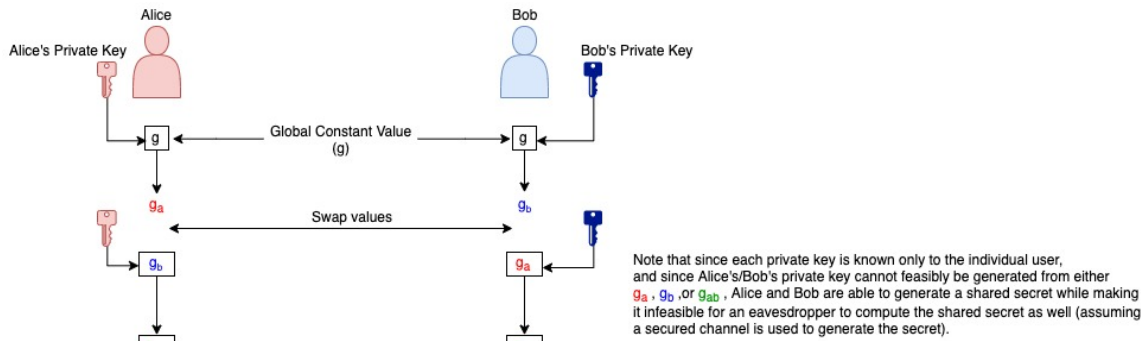 Alice
Bob
Alice's Private Key
Bob's Private Key
g
Global Constant Value
(g)
g
ga
gb
Swap values
gb
ga
Note that since each private key is known only to the individual user,
and since Alice's/Bob's private key cannot feasibly be generated from either
ga , gb ,or gab , Alice and Bob are able to generate a shared secret while making
it infeasible for an eavesdropper to compute the shared secret as well (assuming
a secured channel is used to generate the secret).